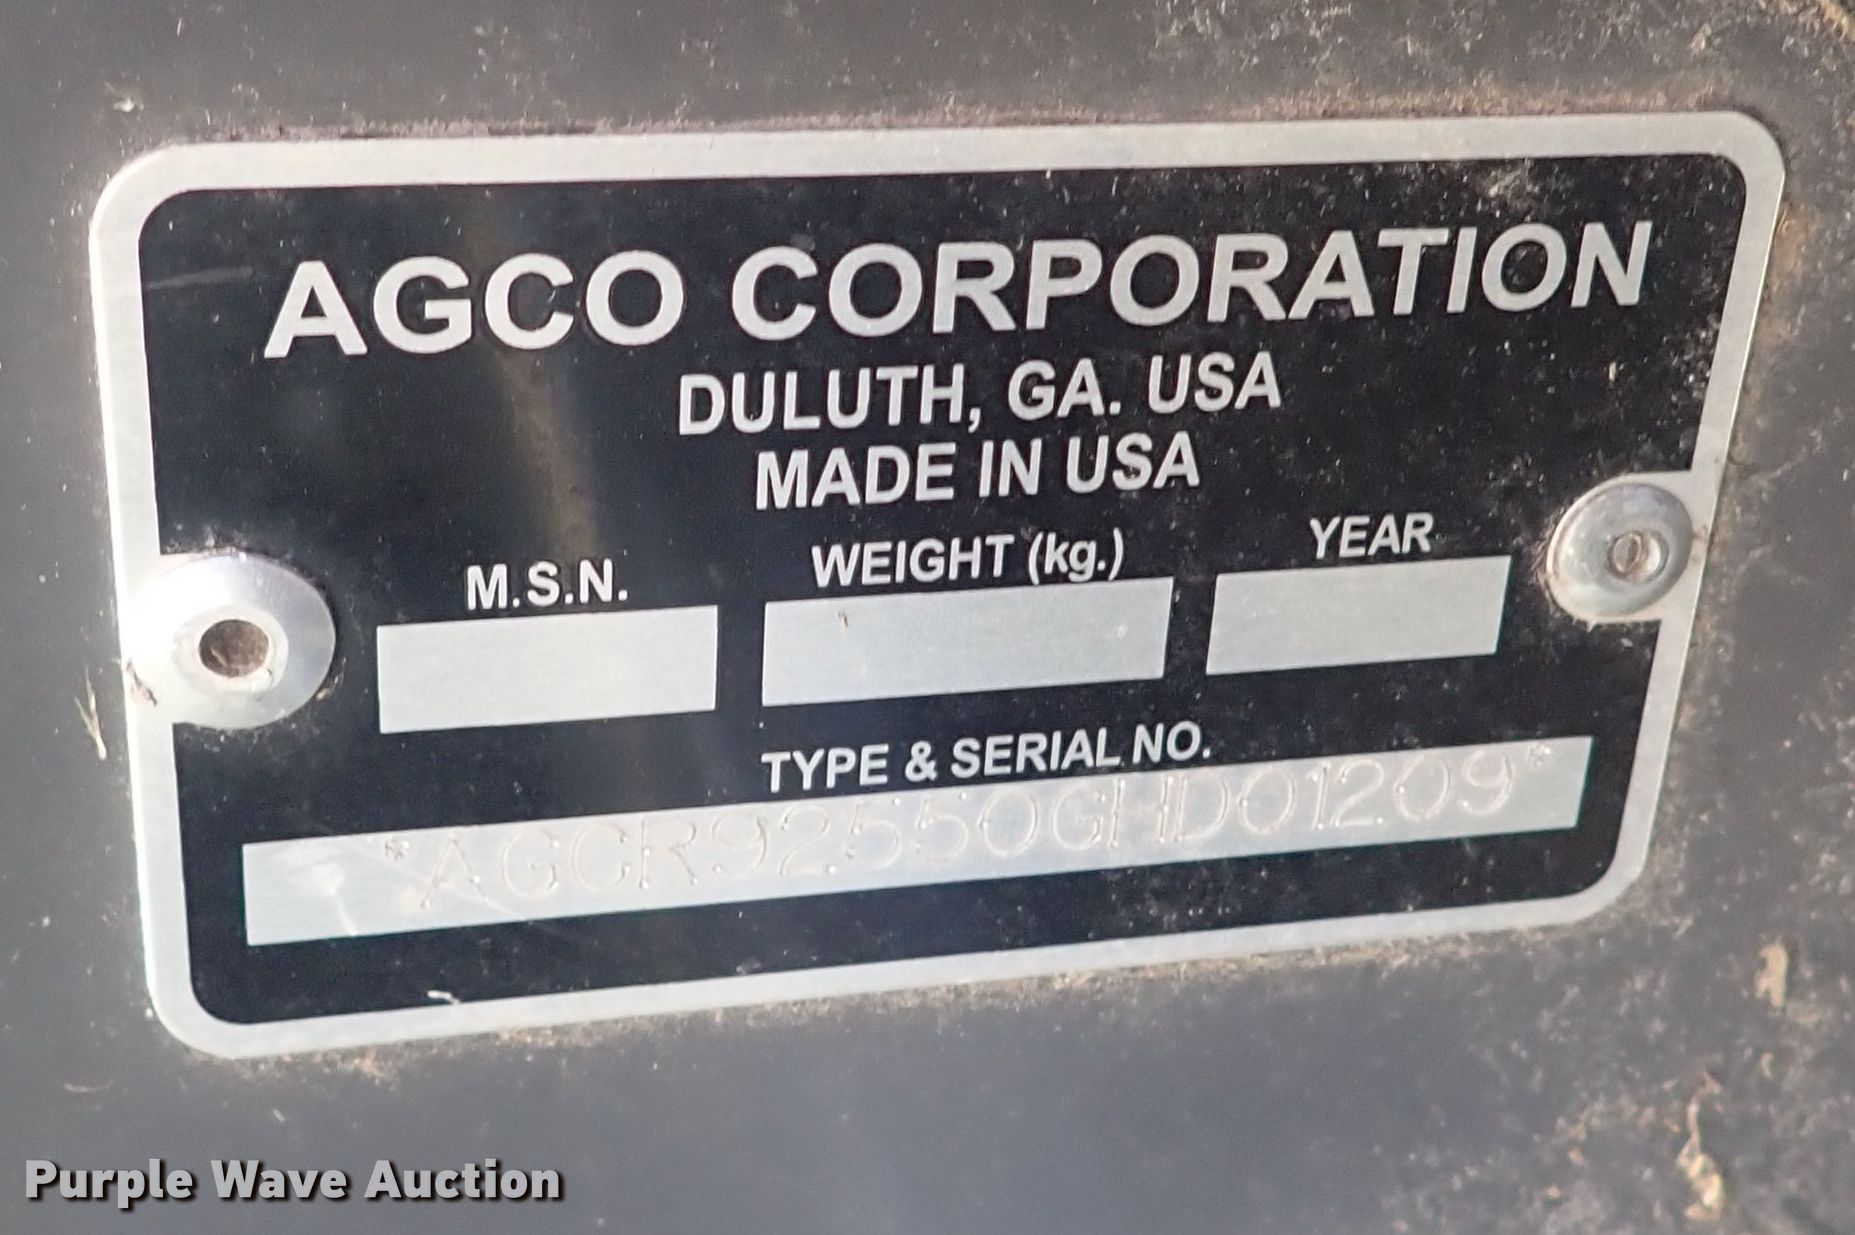 AGCO CORPORATION
DULUTH, GA. USA
MADE IN USA
M.S.N. WEIGHT (kg.) YEAR
TYPE & SERIAL NO.
*AGCR92550GHD01209*
Purple Wave Auction